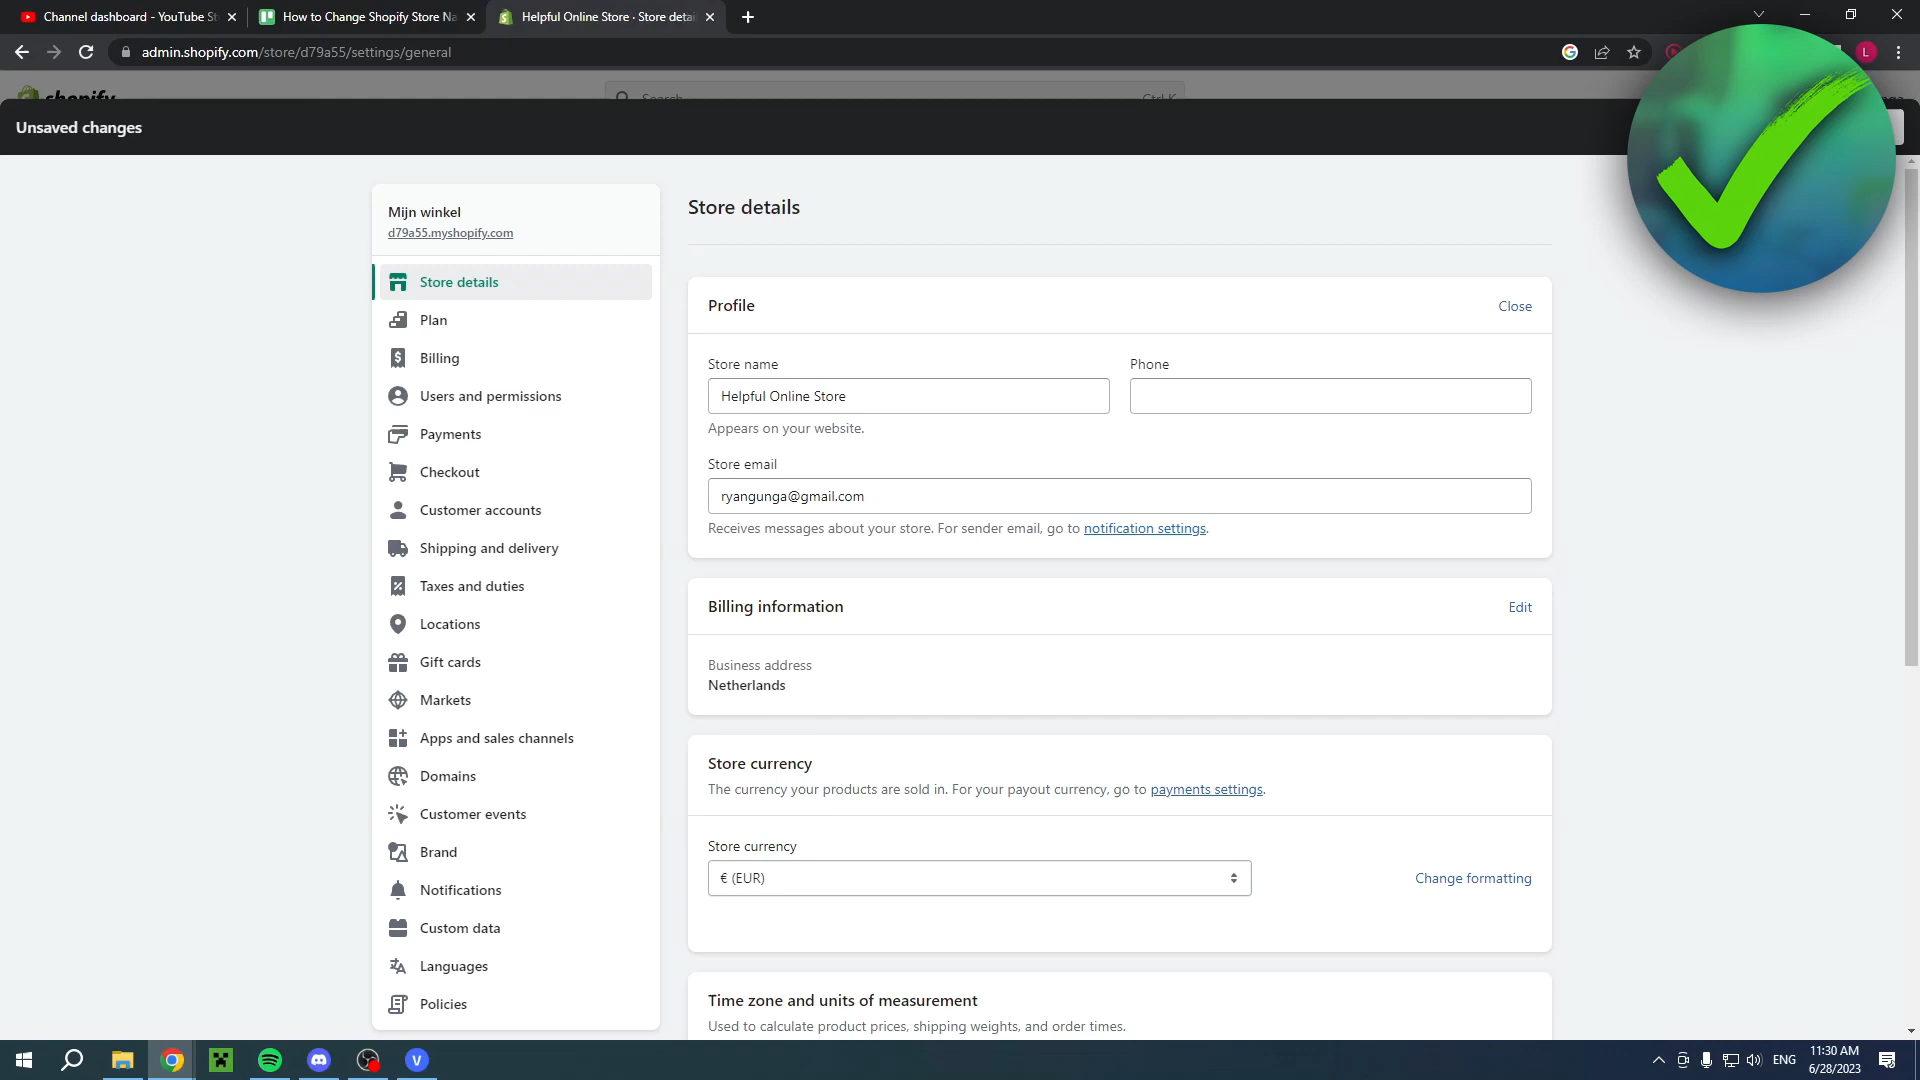 Channel dashboard - YouTube St
How to Change Shopify Store Na
Helpful Online Store · Store detai
admin.shopify.com/store/d79a55/settings/general
L
shopify
Search
Ctrl K
Unsaved changes
Mijn winkel
d79a55.myshopify.com
Store details
Plan
Billing
Users and permissions
Payments
Checkout
Customer accounts
Shipping and delivery
Taxes and duties
Locations
Gift cards
Markets
Apps and sales channels
Domains
Customer events
Brand
Notifications
Custom data
Languages
Policies
Store details
Profile
Close
Store name
Phone
Helpful Online Store
Appears on your website.
Store email
ryangunga@gmail.com
Receives messages about your store. For sender email, go to notification settings.
Billing information
Edit
Business address
Netherlands
Store currency
The currency your products are sold in. For your payout currency, go to payments settings.
Store currency
€ (EUR)
Change formatting
Time zone and units of measurement
Used to calculate product prices, shipping weights, and order times.
V
ENG
11:30 AM
6/28/2023